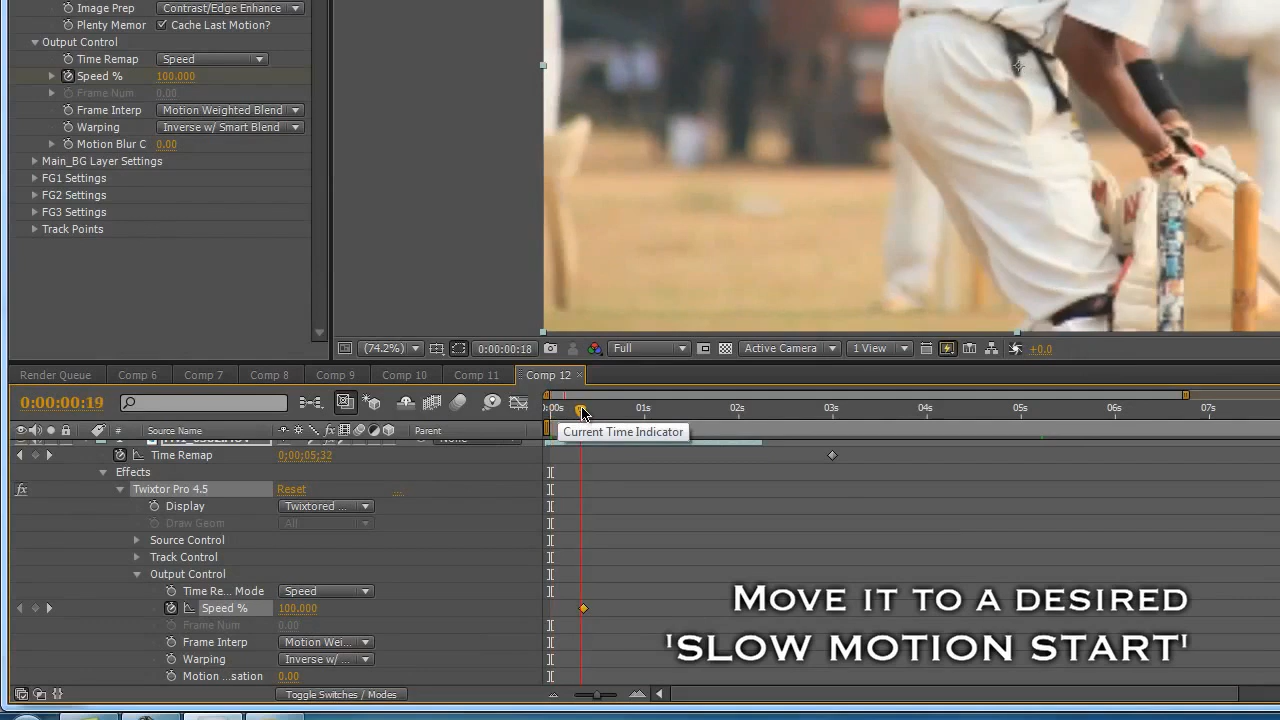 Image Prep Contrast/Edge Enhance
Plenty Memor Cache Last Motion?
Output Control
Time Remap Speed
Speed % 100.000
Frame Num 0.00
Frame Interp Motion Weighted Blend
Warping Inverse w/ Smart Blend
Motion Blur C 0.00
Main_BG Layer Settings
FG1 Settings
FG2 Settings
FG3 Settings
Track Points
(74.2%) 0:00:00:18 Full Active Camera 1 View +0.0
Render Queue Comp 6 Comp 7 Comp 8 Comp 9 Comp 10 Comp 11 Comp 12 ×
0:00:00:19
0:00s 01s 02s 03s 04s 05s 06s 07s
Current Time Indicator
# Source Name Parent
Time Remap 0;00;05;32
Effects
fx Twixtor Pro 4.5 Reset ....
Display Twixtored ...
Draw Geom All
Source Control
Track Control
Output Control
Time Re... Mode Speed
Speed % 100.000
Frame Num 0.00
Frame Interp Motion Wei...
Warping Inverse w/ ...
Motion ...sation 0.00
Toggle Switches / Modes
Move it to a desired
'SLOW MOTION START'